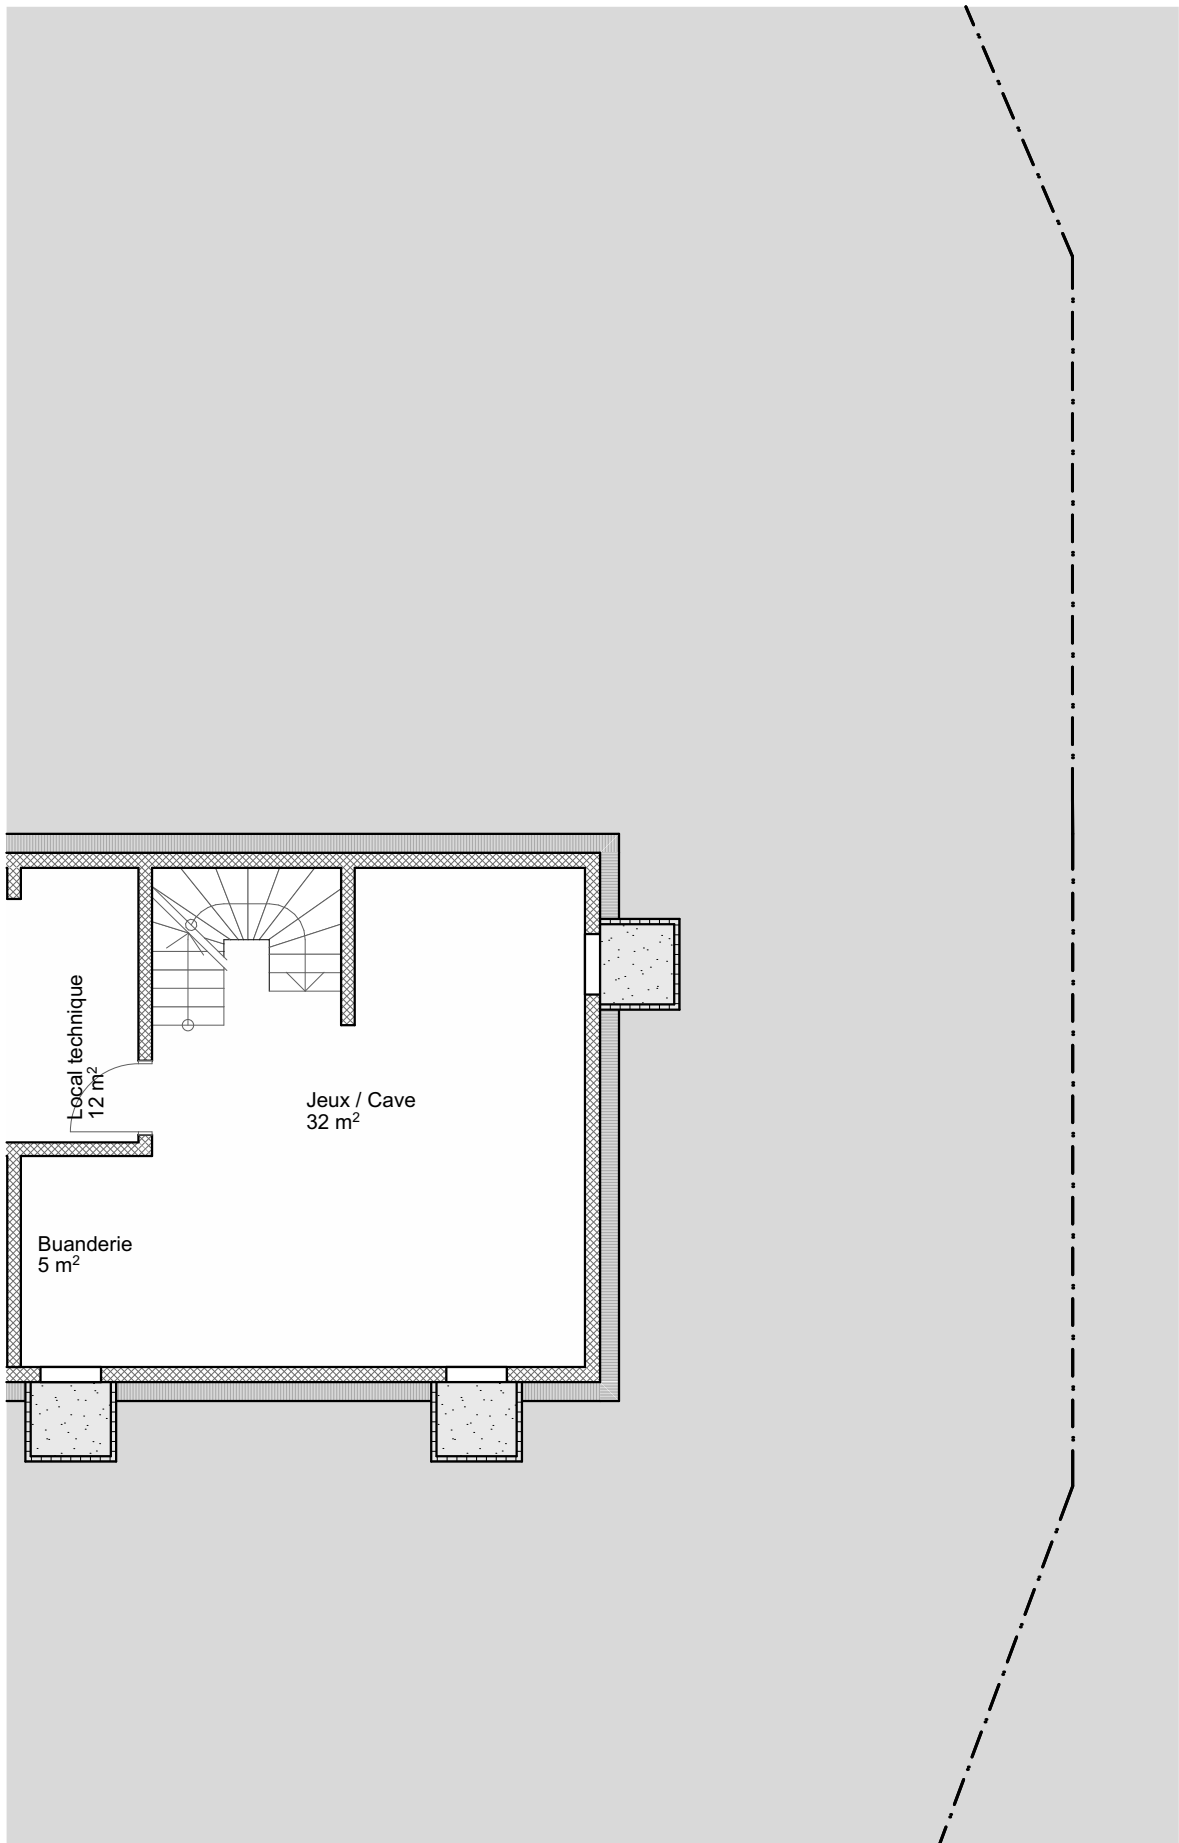 Local technique
12 m²
Jeux / Cave
32 m²
Buanderie
5 m²